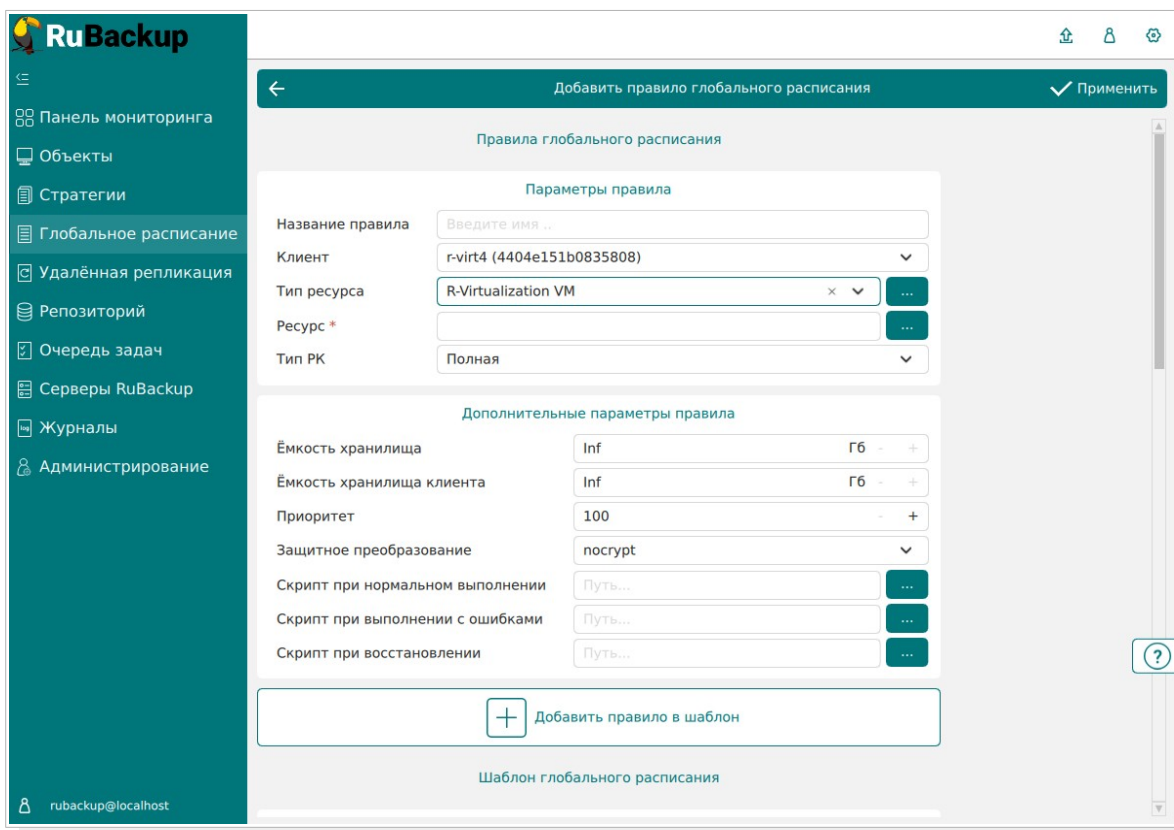 RuBackup
Добавить правило глобального расписания
Применить
Панель мониторинга
Объекты
Стратегии
Глобальное расписание
Удалённая репликация
Репозиторий
Очередь задач
Серверы RuBackup
Журналы
Администрирование
rubackup@localhost
Правила глобального расписания
Параметры правила
Название правила Введите имя ..
Клиент r-virt4 (4404e151b0835808)
Тип ресурса R-Virtualization VM × ...
Ресурс * ...
Тип РК Полная
Дополнительные параметры правила
Ёмкость хранилища Inf Гб - +
Ёмкость хранилища клиента Inf Гб - +
Приоритет 100 - +
Защитное преобразование nocrypt
Скрипт при нормальном выполнении Путь... ...
Скрипт при выполнении с ошибками Путь... ...
Скрипт при восстановлении Путь... ...
?
Добавить правило в шаблон
Шаблон глобального расписания